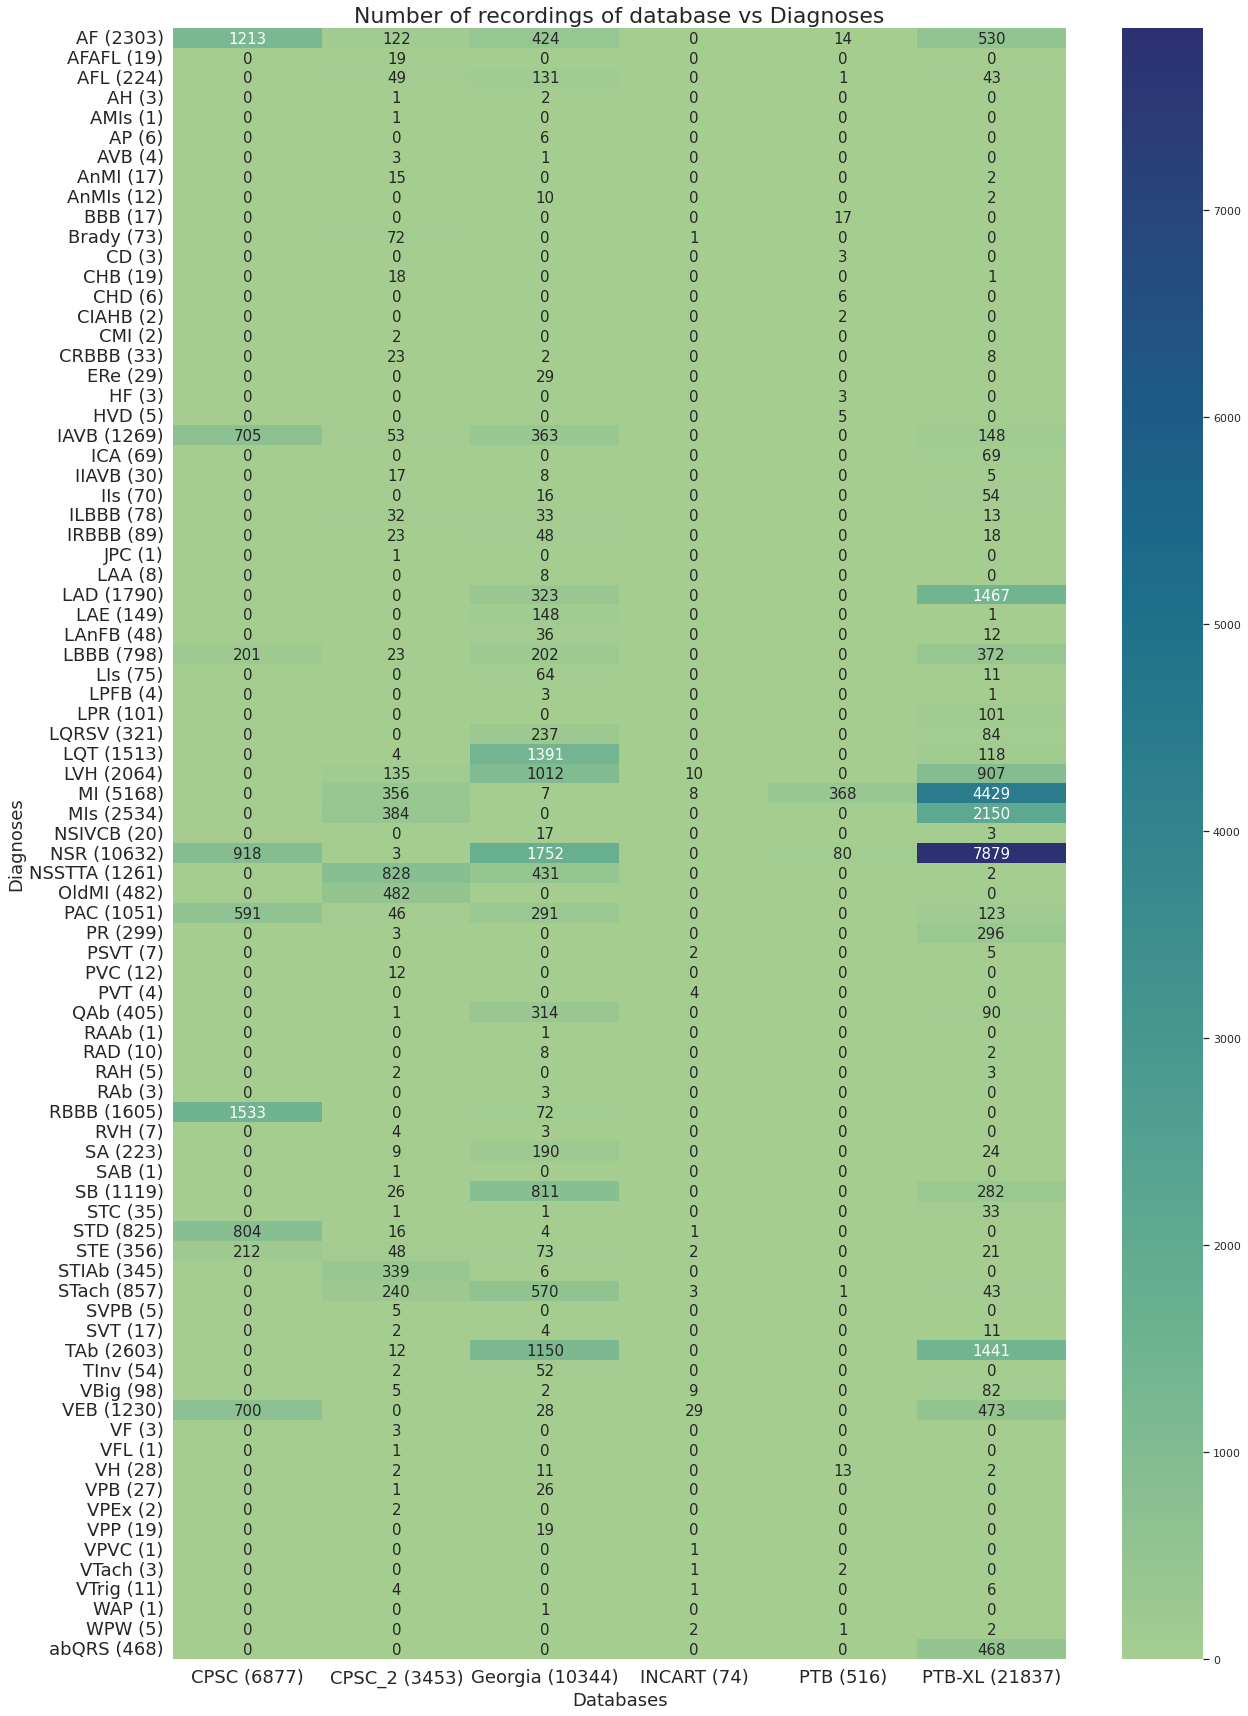 Number of recordings of database vs Diagnoses
AF (2303) 1213 122 424 0 14 530
AFAFL (19) 0 19 0 0 0 0
AFL (224) 0 49 131 0 1 43
AH (3) 0 1 2 0 0 0
AMIs (1) 0 1 0 0 0 0
AP (6) 0 0 6 0 0 0
AVB (4) 0 3 1 0 0 0
AnMI (17) 0 15 0 0 0 2
AnMIs (12) 0 0 10 0 0 2
BBB (17) 0 0 0 0 17 0
Brady (73) 0 72 0 1 0 0
CD (3) 0 0 0 0 3 0
CHB (19) 0 18 0 0 0 1
CHD (6) 0 0 0 0 6 0
CIAHB (2) 0 0 0 0 2 0
CMI (2) 0 2 0 0 0 0
CRBBB (33) 0 23 2 0 0 8
ERe (29) 0 0 29 0 0 0
HF (3) 0 0 0 0 3 0
HVD (5) 0 0 0 0 5 0
IAVB (1269) 705 53 363 0 0 148
ICA (69) 0 0 0 0 0 69
IIAVB (30) 0 17 8 0 0 5
IIs (70) 0 0 16 0 0 54
ILBBB (78) 0 32 33 0 0 13
IRBBB (89) 0 23 48 0 0 18
JPC (1) 0 1 0 0 0 0
LAA (8) 0 0 8 0 0 0
LAD (1790) 0 0 323 0 0 1467
LAE (149) 0 0 148 0 0 1
LAnFB (48) 0 0 36 0 0 12
LBBB (798) 201 23 202 0 0 372
LIs (75) 0 0 64 0 0 11
LPFB (4) 0 0 3 0 0 1
LPR (101) 0 0 0 0 0 101
LQRSV (321) 0 0 237 0 0 84
LQT (1513) 0 4 1391 0 0 118
LVH (2064) 0 135 1012 10 0 907
MI (5168) 0 356 7 8 368 4429
MIs (2534) 0 384 0 0 0 2150
NSIVCB (20) 0 0 17 0 0 3
NSR (10632) 918 3 1752 0 80 7879
NSSTTA (1261) 0 828 431 0 0 2
OldMI (482) 0 482 0 0 0 0
PAC (1051) 591 46 291 0 0 123
PR (299) 0 3 0 0 0 296
PSVT (7) 0 0 0 2 0 5
PVC (12) 0 12 0 0 0 0
PVT (4) 0 0 0 4 0 0
QAb (405) 0 1 314 0 0 90
RAAb (1) 0 0 1 0 0 0
RAD (10) 0 0 8 0 0 2
RAH (5) 0 2 0 0 0 3
RAb (3) 0 0 3 0 0 0
RBBB (1605) 1533 0 72 0 0 0
RVH (7) 0 4 3 0 0 0
SA (223) 0 9 190 0 0 24
SAB (1) 0 1 0 0 0 0
SB (1119) 0 26 811 0 0 282
STC (35) 0 1 1 0 0 33
STD (825) 804 16 4 1 0 0
STE (356) 212 48 73 2 0 21
STIAb (345) 0 339 6 0 0 0
STach (857) 0 240 570 3 1 43
SVPB (5) 0 5 0 0 0 0
SVT (17) 0 2 4 0 0 11
TAb (2603) 0 12 1150 0 0 1441
TInv (54) 0 2 52 0 0 0
VBig (98) 0 5 2 9 0 82
VEB (1230) 700 0 28 29 0 473
VF (3) 0 3 0 0 0 0
VFL (1) 0 1 0 0 0 0
VH (28) 0 2 11 0 13 2
VPB (27) 0 1 26 0 0 0
VPEx (2) 0 2 0 0 0 0
VPP (19) 0 0 19 0 0 0
VPVC (1) 0 0 0 1 0 0
VTach (3) 0 0 0 1 2 0
VTrig (11) 0 4 0 1 0 6
WAP (1) 0 0 1 0 0 0
WPW (5) 0 0 0 2 1 2
abQRS (468) 0 0 0 0 0 468
CPSC (6877) CPSC_2 (3453) Georgia (10344) INCART (74) PTB (516) PTB-XL (21837)
Databases
Diagnoses
7000
6000
5000
4000
3000
2000
1000
0